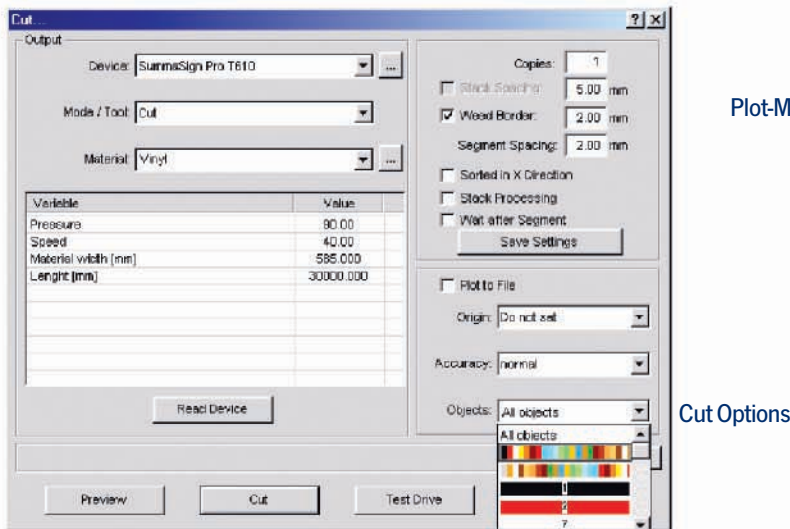 Cut...
Output
Device: SummaSign Pro T610
...
Mode / Tool: Cut
Material: Vinyl
...
Variable Value
Pressure 90.00
Speed 40.00
Material width [mm] 585.000
Lenght [mm] 30000.000
Read Device
Copies: 1
Stack Spacing: 5.00 mm
Weed Border: 2.00 mm
Segment Spacing: 2.00 mm
Sorted in X Direction
Stack Processing
Wait after Segment
Save Settings
Plot to File
Origin: Do not set
Accuracy: normal
Objects: All objects
All objects
1
2
7
Preview
Cut
Test Drive
Plot-M
Cut Options